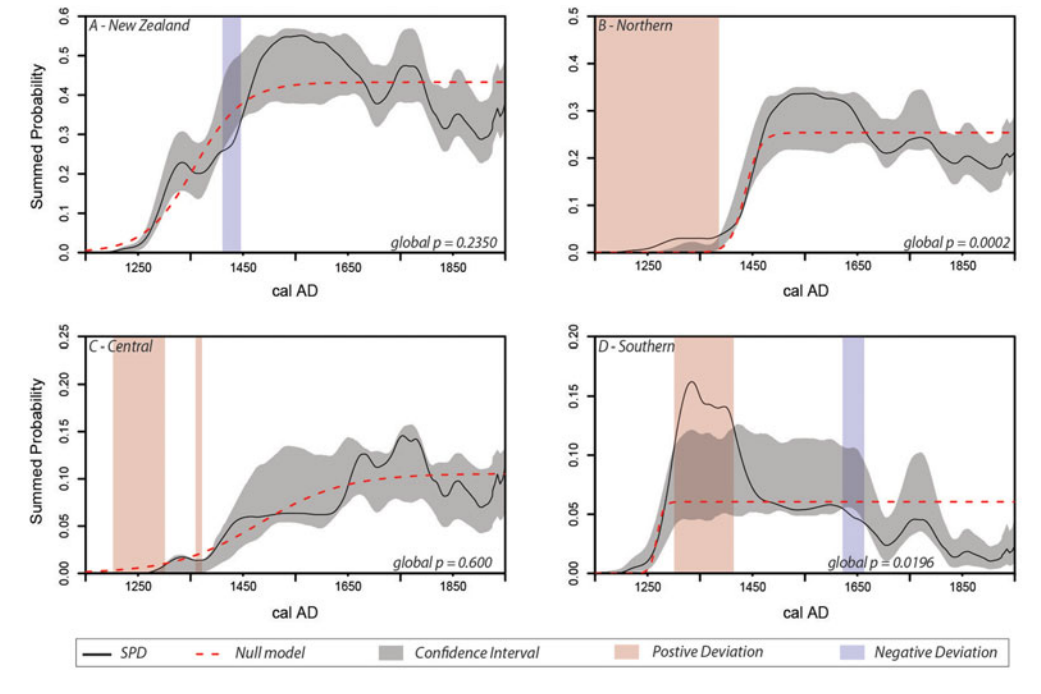 A - New Zealand
Summed Probability
0.0 0.1 0.2 0.3 0.4 0.5 0.6
global p = 0.2350
1250 1450 1650 1850
cal AD
B - Northern
0.0 0.1 0.2 0.3 0.4 0.5
global p = 0.0002
1250 1450 1650 1850
cal AD
C - Central
Summed Probability
0.00 0.05 0.10 0.15 0.20 0.25
global p = 0.600
1250 1450 1650 1850
cal AD
D - Southern
0.00 0.05 0.10 0.15 0.20
global p = 0.0196
1250 1450 1650 1850
cal AD
SPD Null model Confidence Interval Postive Deviation Negative Deviation